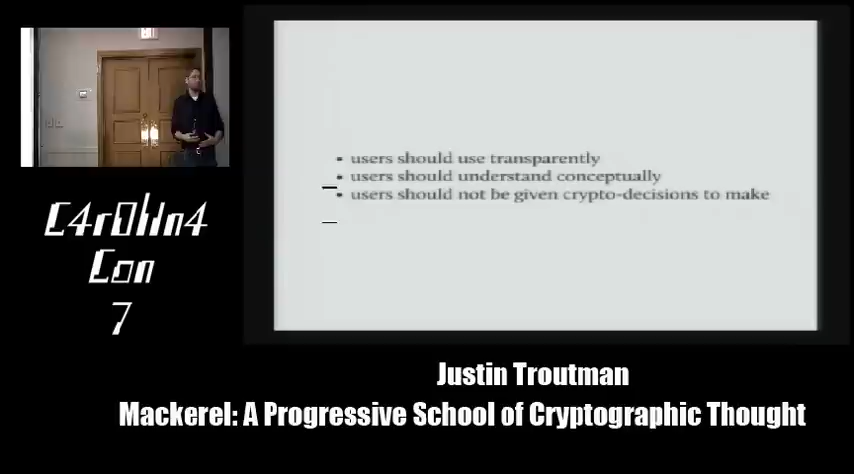 • users should use transparently
• users should understand conceptually
• users should not be given crypto-decisions to make
C4r0l1n4
Con
7
Justin Troutman
Mackerel: A Progressive School of Cryptographic Thought